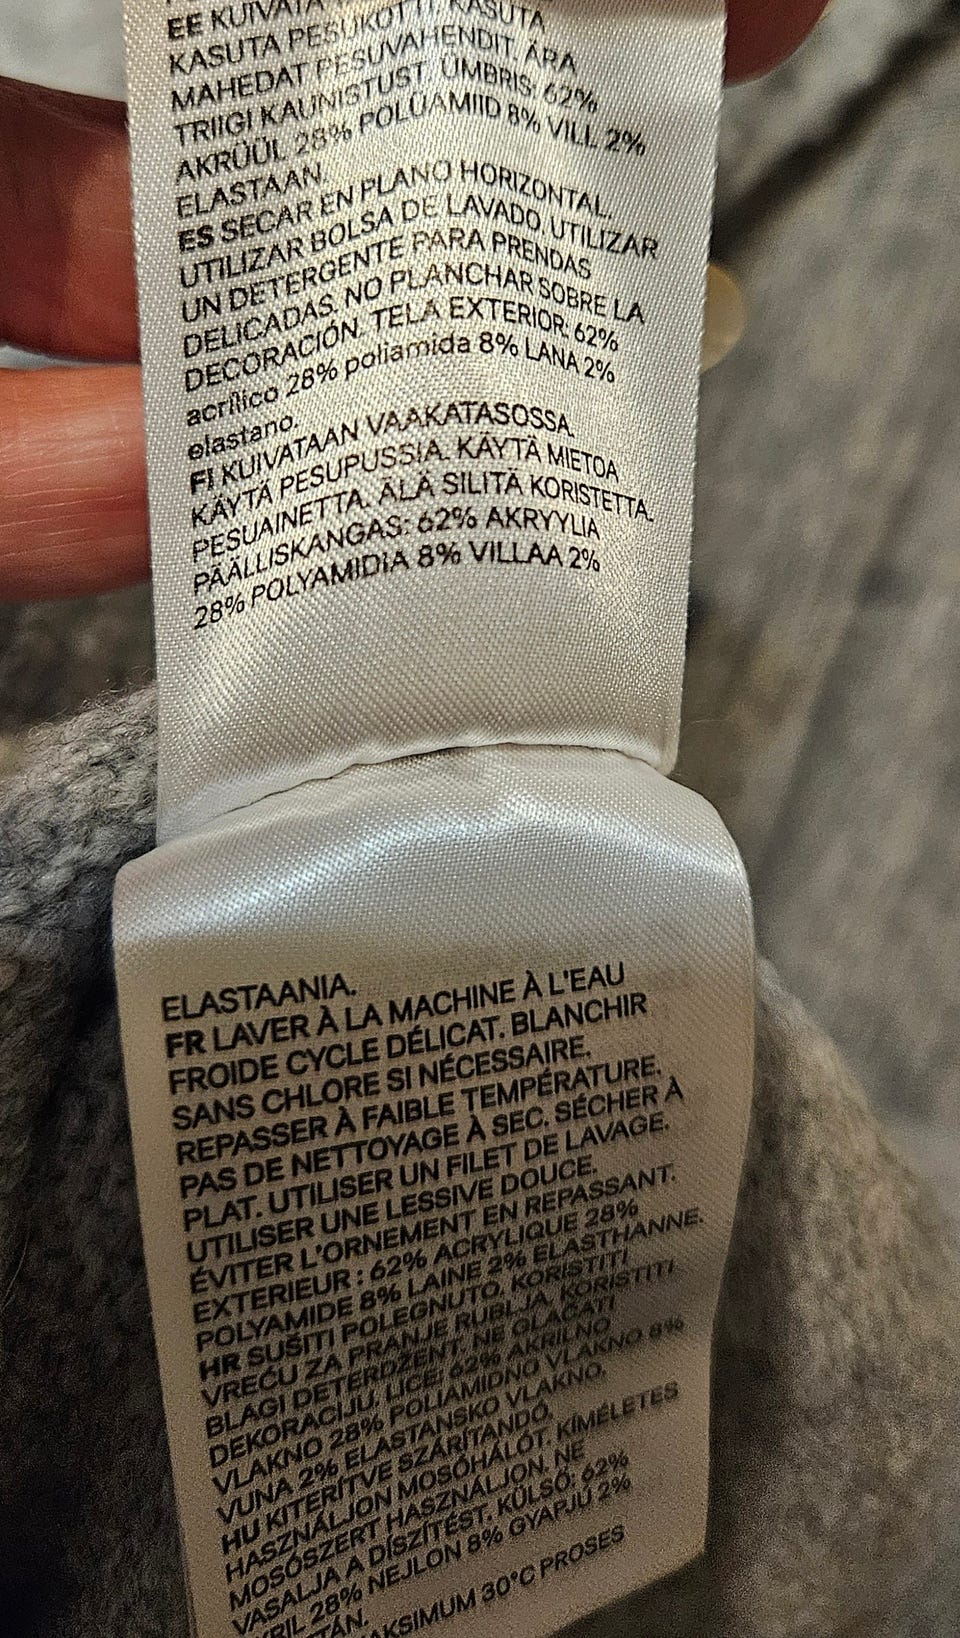 EE KUIVATA
KASUTA PESUKOTTI. KASUTA
MAHEDAT PESUVAHENDIT. ÄRA
TRIIGI KAUNISTUST. ÜMBRIS: 62%
AKRÜÜL 28% POLÜAMIID 8% VILL 2%
ELASTAAN.
ES SECAR EN PLANO HORIZONTAL.
UTILIZAR BOLSA DE LAVADO. UTILIZAR
UN DETERGENTE PARA PRENDAS
DELICADAS. NO PLANCHAR SOBRE LA
DECORACIÓN. TELA EXTERIOR: 62%
acrílico 28% poliamida 8% LANA 2%
elastano.
FI KUIVATAAN VAAKATASOSSA.
KÄYTÄ PESUPUSSIA. KÄYTÄ MIETOA
PESUAINETTA. ÄLÄ SILITÄ KORISTETTA.
PÄÄLLISKANGAS: 62% AKRYYLIA
28% POLYAMIDIA 8% VILLAA 2%
ELASTAANIA.
FR LAVER À LA MACHINE À L'EAU
FROIDE CYCLE DÉLICAT. BLANCHIR
SANS CHLORE SI NÉCESSAIRE.
REPASSER À FAIBLE TEMPÉRATURE.
PAS DE NETTOYAGE À SEC. SÉCHER À
PLAT. UTILISER UN FILET DE LAVAGE.
UTILISER UNE LESSIVE DOUCE.
ÉVITER L'ORNEMENT EN REPASSANT.
EXTERIEUR : 62% ACRYLIQUE 28%
POLYAMIDE 8% LAINE 2% ELASTHANNE.
HR SUŠITI POLEGNUTO. KORISTITI
VREĆU ZA PRANJE RUBLJA. KORISTITI
BLAGI DETERDŽENT. NE GLAČATI
DEKORACIJU. LICE: 62% AKRILNO
VLAKNO 28% POLIAMIDNO VLAKNO 8%
VUNA 2% ELASTANSKO VLAKNO.
HU KITERÍTVE SZÁRÍTANDÓ.
HASZNÁLJON MOSÓHÁLÓT. KÍMÉLETES
MOSÓSZERT HASZNÁLJON. NE
VASALJA A DÍSZÍTÉST. KÜLSŐ: 62%
28% NEJLON 8% GYAPJÚ 2%
30°C PROSES